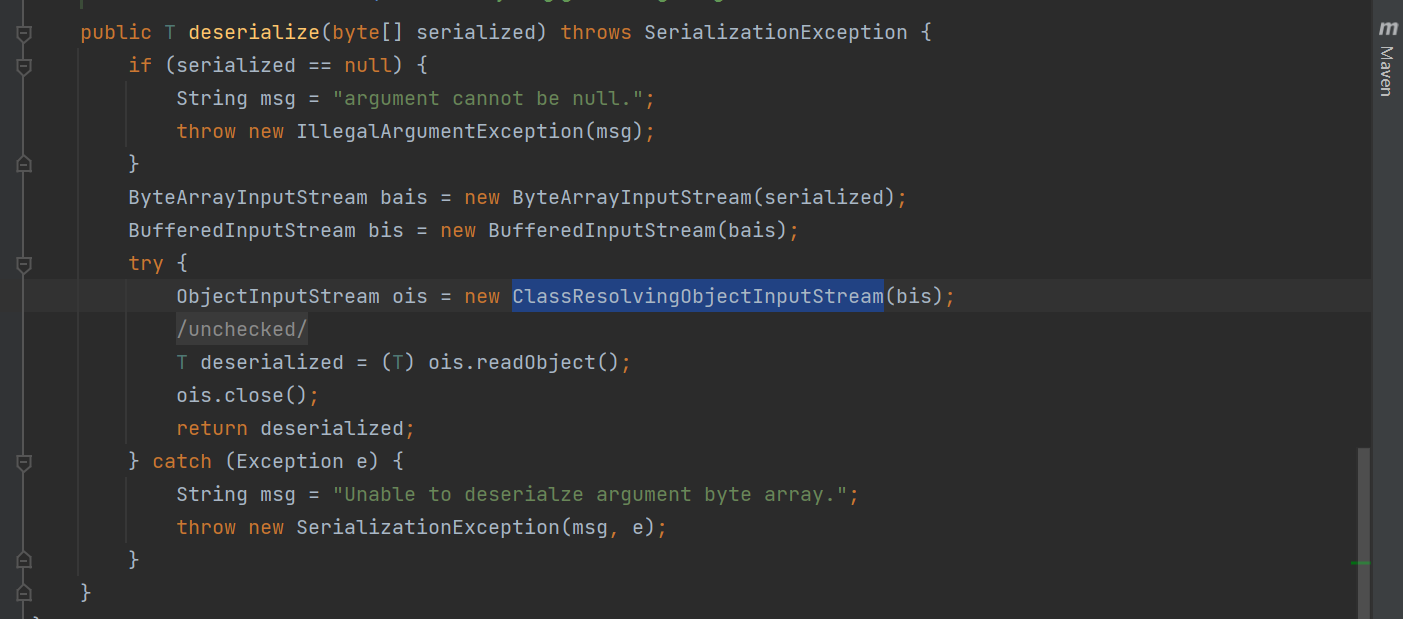 public T deserialize(byte[] serialized) throws SerializationException {
if (serialized == null) {
String msg = "argument cannot be null.";
throw new IllegalArgumentException(msg);
}
ByteArrayInputStream bais = new ByteArrayInputStream(serialized);
BufferedInputStream bis = new BufferedInputStream(bais);
try {
ObjectInputStream ois = new ClassResolvingObjectInputStream(bis);
/unchecked/
T deserialized = (T) ois.readObject();
ois.close();
return deserialized;
} catch (Exception e) {
String msg = "Unable to deserialze argument byte array.";
throw new SerializationException(msg, e);
}
}
m Maven